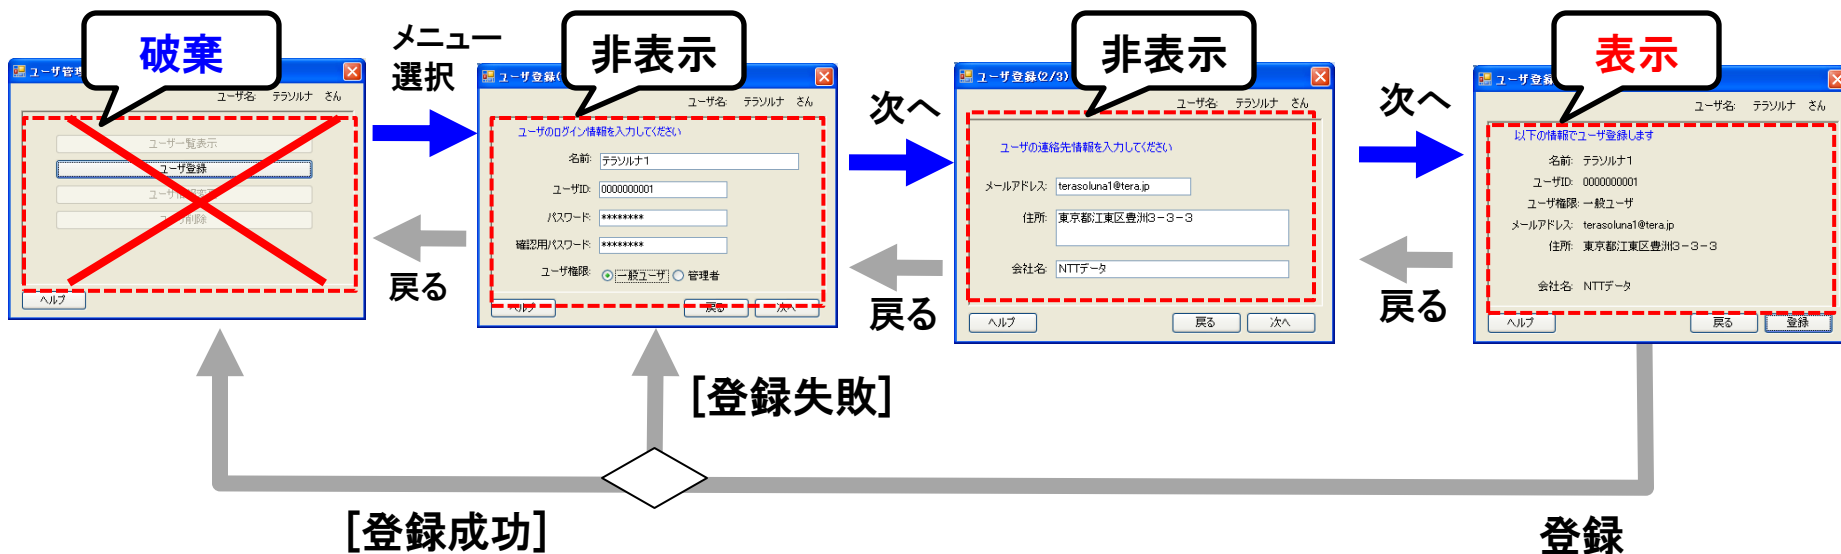 破棄
ユーザ管理
ユーザ名: テラソルナ さん
ユーザ一覧表示
ユーザ登録
ヘルプ
メニュー
選択
戻る
非表示
ユーザ登録(
ユーザ名: テラソルナ さん
ユーザのログイン情報を入力してください
名前: テラソルナ1
ユーザID: 0000000001
パスワード: ********
確認用パスワード: ********
ユーザ権限: 一般ユーザ 管理者
ヘルプ 戻る 次へ
次へ
戻る
非表示
ユーザ登録(2/3)
ユーザ名: テラソルナ さん
ユーザの連絡先情報を入力してください
メールアドレス: terasoluna1@tera.jp
住所: 東京都江東区豊洲3-3-3
会社名: NTTデータ
ヘルプ 戻る 次へ
次へ
戻る
表示
ユーザ登録
ユーザ名: テラソルナ さん
以下の情報でユーザ登録します
名前: テラソルナ1
ユーザID: 0000000001
ユーザ権限: 一般ユーザ
メールアドレス: terasoluna1@tera.jp
住所: 東京都江東区豊洲3-3-3
会社名: NTTデータ
ヘルプ 戻る 登録
[登録失敗]
[登録成功]
登録